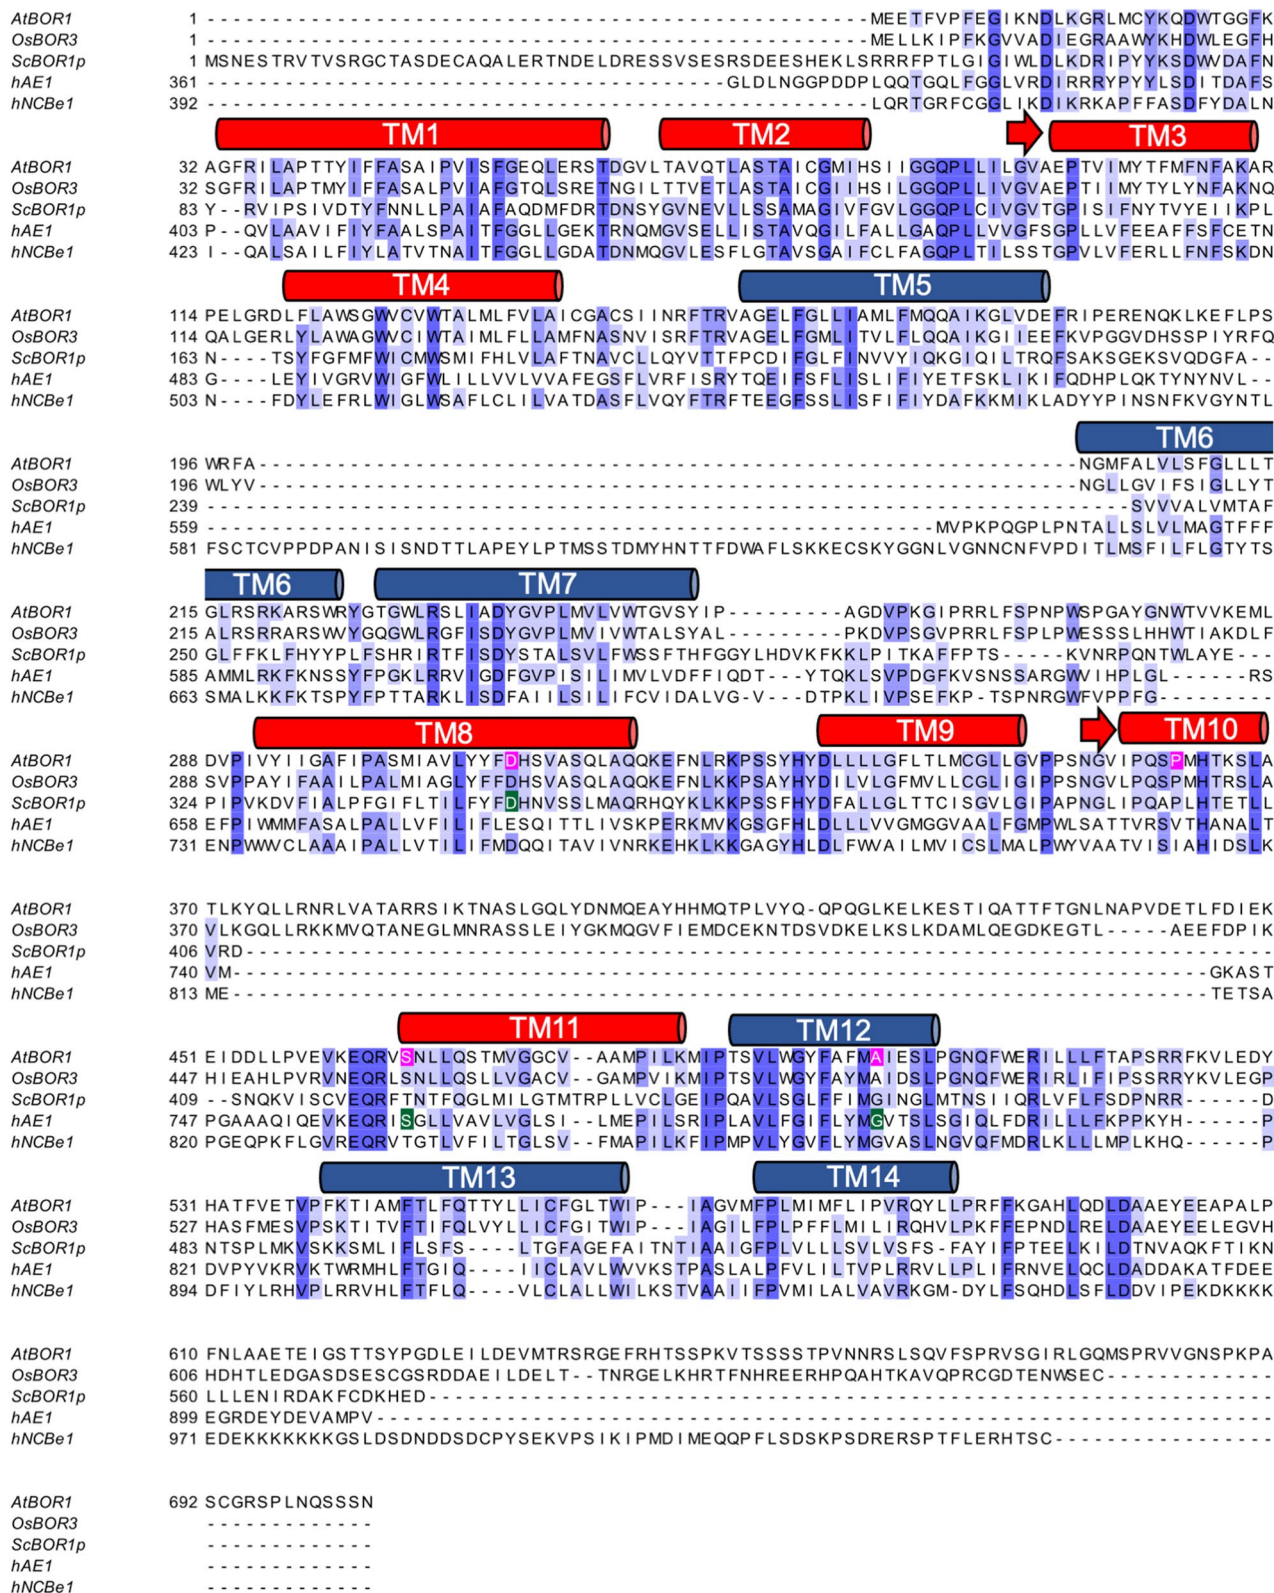 AtBOR1 1 ---------------------------------------------------MEETFVPFEGIKNDLKGRLMCYKQDWTGGFK
OsBOR3 1 ---------------------------------------------------MELLKIPFKGVVADIEGRAAWYKHDWLEGFH
ScBOR1p 1 MSNESTRVTVSRGCTASDECAQALERTNDELDRESSVSESRSDEESHEKLSRRRFPTLGIGIWLDLKDRIPYYKSDWVDAFN
hAE1 361 ----------------------------------------GLDLNGGPDDPLQQTGQLFGGLVRDIRRRYPYYLSDITDAFS
hNCBe1 392 ---------------------------------------------------LQRTGRFCGGLIKDIKRKAPFFASDFYDALN
TM1 TM2 TM3
AtBOR1 32 AGFRILAPTTYIFFASAIPVISFGEQLERSTDGVLTAVQTLASTAICGMIHSIIGGQPLLILGVAEPTVIMYTFMFNFAKAR
OsBOR3 32 SGFRILAPTMYIFFASALPVIAFGTQLSRETNGILTTVETLASTAICGIIHSILGGQPLLIVGVAEPTIIMYTYLYNFAKNQ
ScBOR1p 83 Y--RVIPSIVDTYFNNLLPAIAFAQDMFDRTDNSYGVNEVLLSSAMAGIVFGVLGGQPLCIVGVTGPISIFNYTVYEIIKPL
hAE1 403 P--QVLAAVIFIYFAALSPAITFGGLLGEKTRNQMGVSELLISTAVQGILFALLGAQPLLVVGFSGPLLVFEEAFFSFCETN
hNCBe1 423 I--QALSAILFIYLATVTNAITFGGLLGDATDNMQGVLESFLGTAVSGAIFCLFAGQPLTILSSTGPVLVFERLLFNFSKDN
TM4 TM5
AtBOR1 114 PELGRDLFLAWSGWVCVWTALMLFVLAICGACSIINRFTRVAGELFGLLIAMLFMQQAIKGLVDEFRIPERENQKLKEFLPS
OsBOR3 114 QALGERLYLAWAGWVCIWTAIMLFLLAMFNASNVISRFTRVAGELFGMLITVLFLQQAIKGIIEEFKVPGGVDHSSPIYRFQ
ScBOR1p 163 N----TSYFGFMFWICMWSMIFHLVLAFTNAVCLLQYVTTFPCDIFGLFINVVYIQKGIQILTRQFSAKSGEKSVQDGFA--
hAE1 483 G----LEYIVGRVWIGFWLILLVVLVVAFEGSFLVRFISRYTQEIFSFLISLIFIYETFSKLIKIFQDHPLQKTYNYNVL--
hNCBe1 503 N----FDYLEFRLWIGLWSAFLCLILVATDASFLVQYFTRFTEEGFSSLISFIFIYDAFKKMIKLADYYPINSNFKVGYNTL
TM6
AtBOR1 196 WRFA---------------------------------------------------------------NGMFALVLSFGLLLT
OsBOR3 196 WLYV---------------------------------------------------------------NGLLGVIFSIGLLYT
ScBOR1p 239 -----------------------------------------------------------------------SVVVALVMTAF
hAE1 559 --------------------------------------------------------MVPKPQGPLPNTALLSLVLMAGTFFF
hNCBe1 581 FSCTCVPPDPANISISNDTTLAPEYLPTMSSTDMYHNTTFDWAFLSKKECSKYGGNLVGNNCNFVPDITLMSFILFLGTYTS
TM6 TM7
AtBOR1 215 GLRSRKARSWRYGTGWLRSLIADYGVPLMVLVWTGVSYIP---------AGDVPKGIPRRLFSPNPWSPGAYGNWTVVKEML
OsBOR3 215 ALRSRRARSWVYGQGWLRGFISDYGVPLMVIVWTALSYAL---------PKDVPSGVPRRLFSPLPWESSSLHHWTIAKDLF
ScBOR1p 250 GLFFKLFHYYPLFSHRIRTFISDYSTALSVLFWSSFTHFGGYLHDVKFKKLPITKAFFPTS-----KVNRPQNTWLAYE---
hAE1 585 AMMLRKFKNSSYFPGKLRRVIGDFGVPISILIMVLVDFFIQDT---YTQKLSVPDGFKVSNSSARGWVIHPLGL------RS
hNCBe1 663 SMALKKFKTSPYFPTTARKLISDFAIILSILIFCVIDALVG-V---DTPKLIVPSEFKP-TSPNRGWFVPPFG---------
TM8 TM9 TM10
AtBOR1 288 DVPIVYIIGAFIPASMIAVLYYFDHSVASQLAQQKEFNLRKPSSYHYDLLLLGFLTLMCGLLGVPPSNGVIPQSPMHTKSLA
OsBOR3 288 SVPPAYIFAAILPALMIAGLYFFDHSVASQLAQQKEFNLKKPSAYHYDILVLGFMVLLCGLIGIPPSNGVLPQSPMHTRSLA
ScBOR1p 324 PIPVKDVFIALPFGIFLTILFYFDHNVSSLMAQRHQYKLKKPSSFHYDFALLGLTTCISGVLGIPAPNGLIPQAPLHTETLL
hAE1 658 EFPIWMMFASALPALLVFILIFLESQITTLIVSKPERKMVKGSGFHLDLLLVVGMGGVAALFGMPWLSATTVRSVTHANALT
hNCBe1 731 ENPWWVCLAAAIPALLVTILIFMDQQITAVIVNRKEHKLKKGAGYHLDLFWVAILMVICSLMALPWYVAATVISIAHIDSLK
AtBOR1 370 TLKYQLLRNRLVATARRSIKTNASLGQLYDNMQEAYHHMQTPLVYQ-QPQGLKELKESTIQATTFTGNLNAPVDETLFDIEK
OsBOR3 370 VLKGQLLRKKMVQTANEGLMNRASSLEIYGKMQGVFIEMDCEKNTDSVDKELKSLKDAMLQEGDKEGTL-----AEEFDPIK
ScBOR1p 406 VRD-------------------------------------------------------------------------------
hAE1 740 VM---------------------------------------------------------------------------GKAST
hNCBe1 813 ME---------------------------------------------------------------------------TETSA
TM11 TM12
AtBOR1 451 EIDDLLPVEVKEQRVSNLLQSTMVGGCV--AAMPILKMIPTSVLWGYFAFMAIESLPGNQFWERILLLFTAPSRRFKVLEDY
OsBOR3 447 HIEAHLPVRVNEQRLSNLLQSLLVGACV--GAMPVIKMIPTSVLWGYFAYMAIDSLPGNQFWERIRLIFIPSSRRYKVLEGP
ScBOR1p 409 --SNQKVISCVEQRFTNTFQGLMILGTMTRPLLVCLGEIPQAVLSGLFFIMGINGLMTNSIIQRLVFLFSDPNRR------D
hAE1 747 PGAAAQIQEVKEQRISGLLVAVLVGLSI--LMEPILSRIPLAVLFGIFLYMGVTSLSGIQLFDRILLLFKPPKYH------P
hNCBe1 820 PGEQPKFLGVREQRVTGTLVFILTGLSV--FMAPILKFIPMPVLYGVFLYMGVASLNGVQFMDRLKLLLMPLKHQ------P
TM13 TM14
AtBOR1 531 HATFVETVPFKTIAMFTLFQTTYLLICFGLTWIP---IAGVMFPLMIMFLIPVRQYLLPRFFKGAHLQDLDAAEYEEAPALP
OsBOR3 527 HASFMESVPSKTITVFTIFQLVYLLICFGITWIP---IAGILFPLPFFLMILIRQHVLPKFFEPNDLRELDAAEYEELEGVH
ScBOR1p 483 NTSPLMKVSKKSMLIFLSFS----LTGFAGEFAITNTIAAIGFPLVLLLSVLVSFS-FAYIFPTEELKILDTNVAQKFTIKN
hAE1 821 DVPYVKRVKTWRMHLFTGIQ----IICLAVLWVVKSTPASLALPFVLILTVPLRRVLLPLIFRNVELQCLDADDAKATFDEE
hNCBe1 894 DFIYLRHVPLRRVHLFTFLQ----VLCLALLWILKSTVAAIIFPVMILALVAVRKGM-DYLFSQHDLSFLDDVIPEKDKKKK
AtBOR1 610 FNLAAETEIGSTTSYPGDLEILDEVMTRSRGEFRHTSSPKVTSSSSTPVNNRSLSQVFSPRVSGIRLGQMSPRVVGNSPKPA
OsBOR3 606 HDHTLEDGASDSESCGSRDDAEILDELT--TNRGELKHRTFNHREERHPQAHTKAVQPRCGDTENWSEC-------------
ScBOR1p 560 LLLENIRDAKFCDKHED-----------------------------------------------------------------
hAE1 899 EGRDEYDEVAMPV---------------------------------------------------------------------
hNCBe1 971 EDEKKKKKKKGSLDSDNDDSDCPYSEKVPSIKIPMDIMEQQPFLSDSKPSDRERSPTFLERHTSC-----------------
AtBOR1 692 SCGRSPLNQSSSN
OsBOR3 -------------
ScBOR1p -------------
hAE1 -------------
hNCBe1 -------------